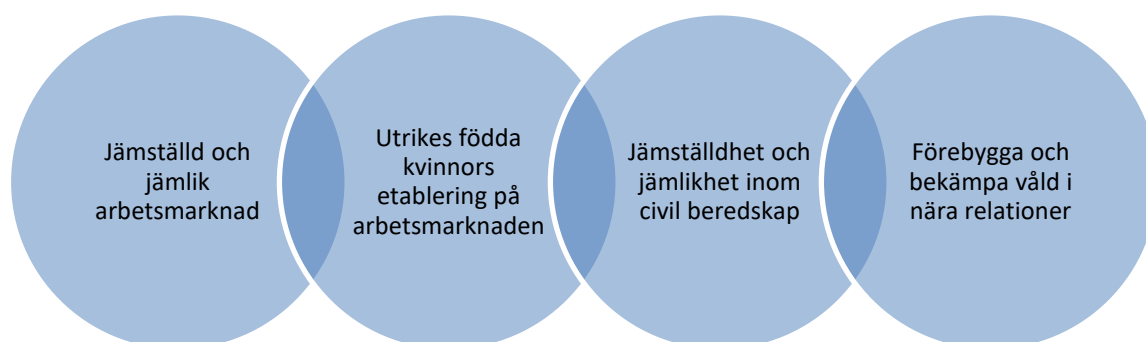 Jämställd och
jämlik
arbetsmarknad
Utrikes födda
kvinnors
etablering på
arbetsmarknaden
Jämställdhet och
jämlikhet inom
civil beredskap
Förebygga och
bekämpa våld i
nära relationer